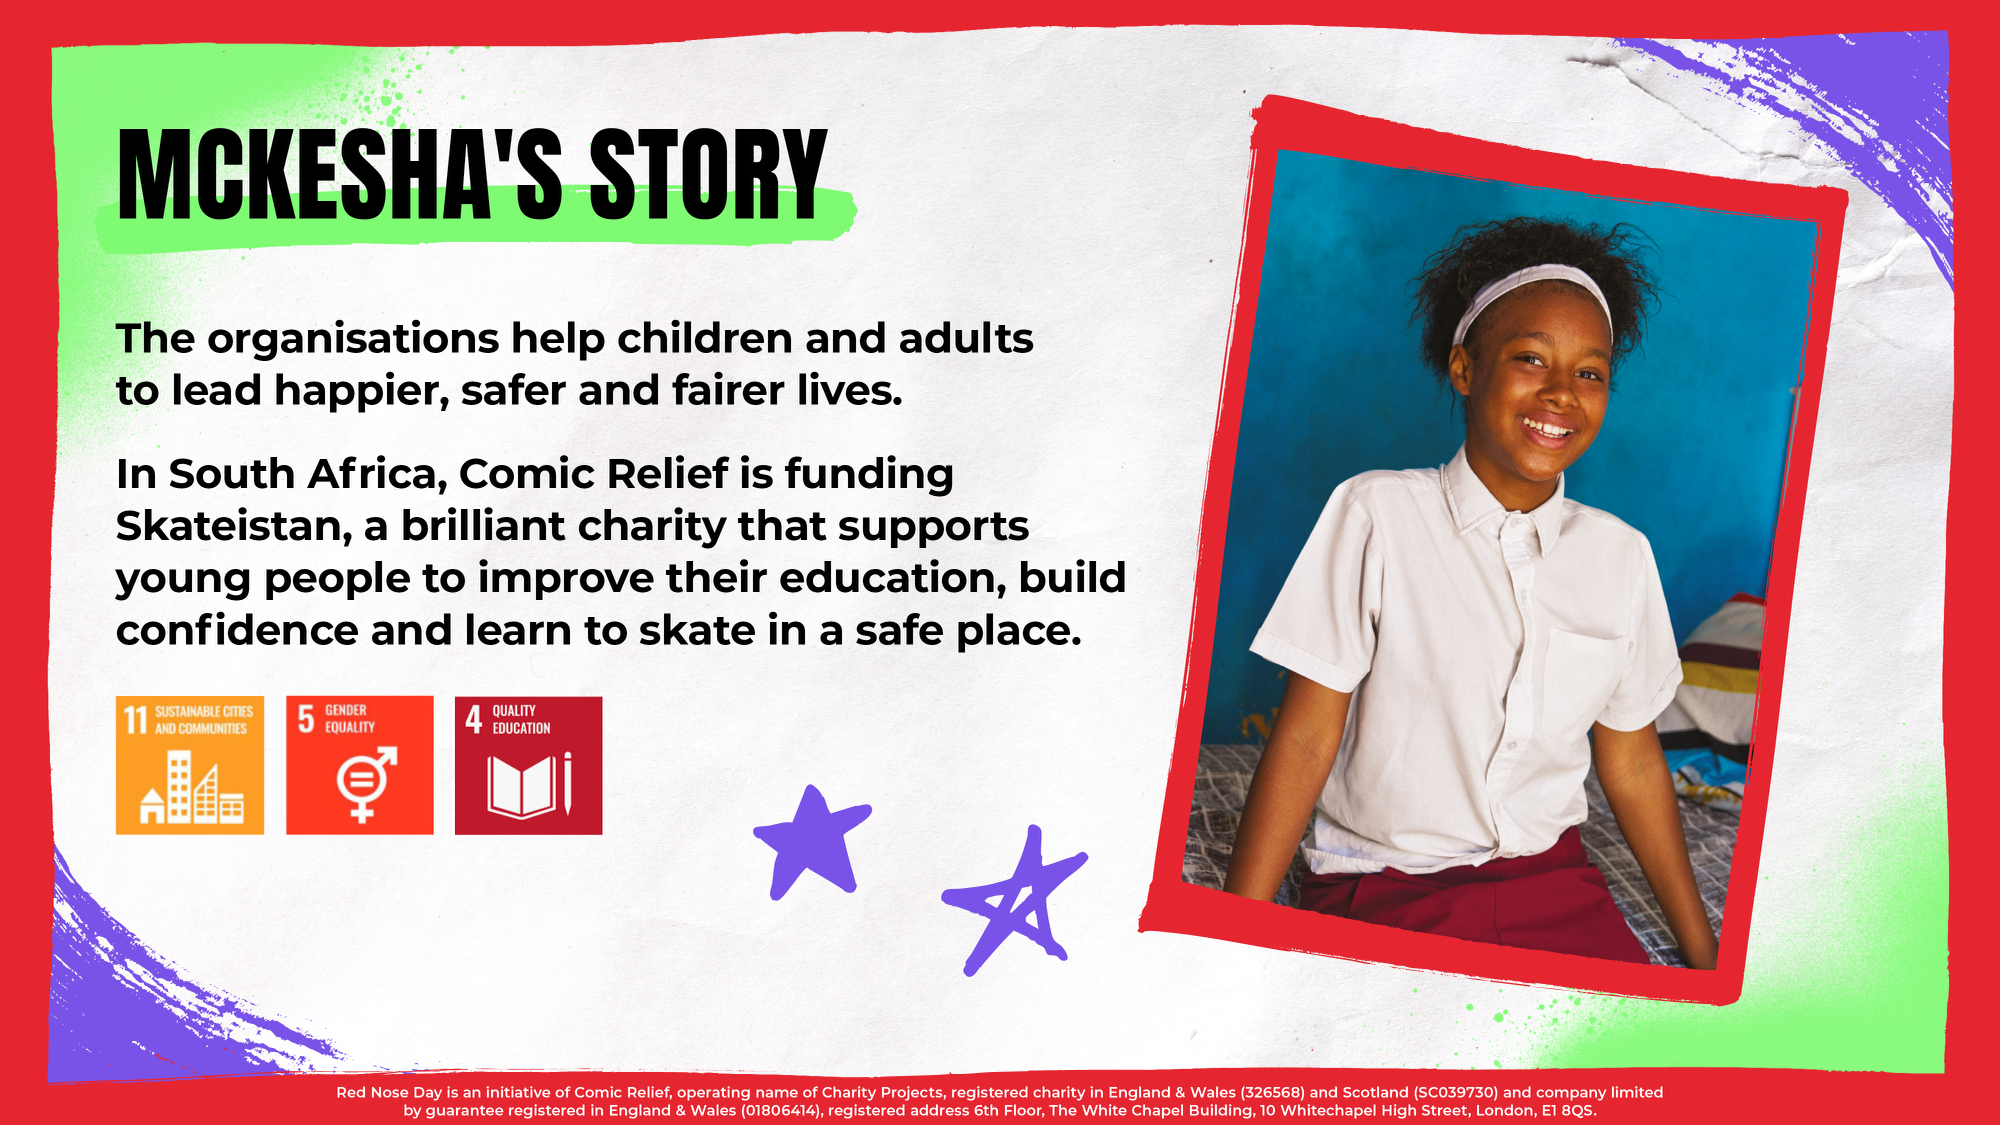 MCKESHA'S STORY
The organisations help children and adults
to lead happier, safer and fairer lives.
In South Africa, Comic Relief is funding
Skateistan, a brilliant charity that supports
young people to improve their education, build
confidence and learn to skate in a safe place.
11 SUSTAINABLE CITIES
AND COMMUNITIES
5 GENDER
EQUALITY
4 QUALITY
EDUCATION
Red Nose Day is an initiative of Comic Relief, operating name of Charity Projects, registered charity in England & Wales (326568) and Scotland (SC039730) and company limited
by guarantee registered in England & Wales (01806414), registered address 6th Floor, The White Chapel Building, 10 Whitechapel High Street, London, E1 8QS.